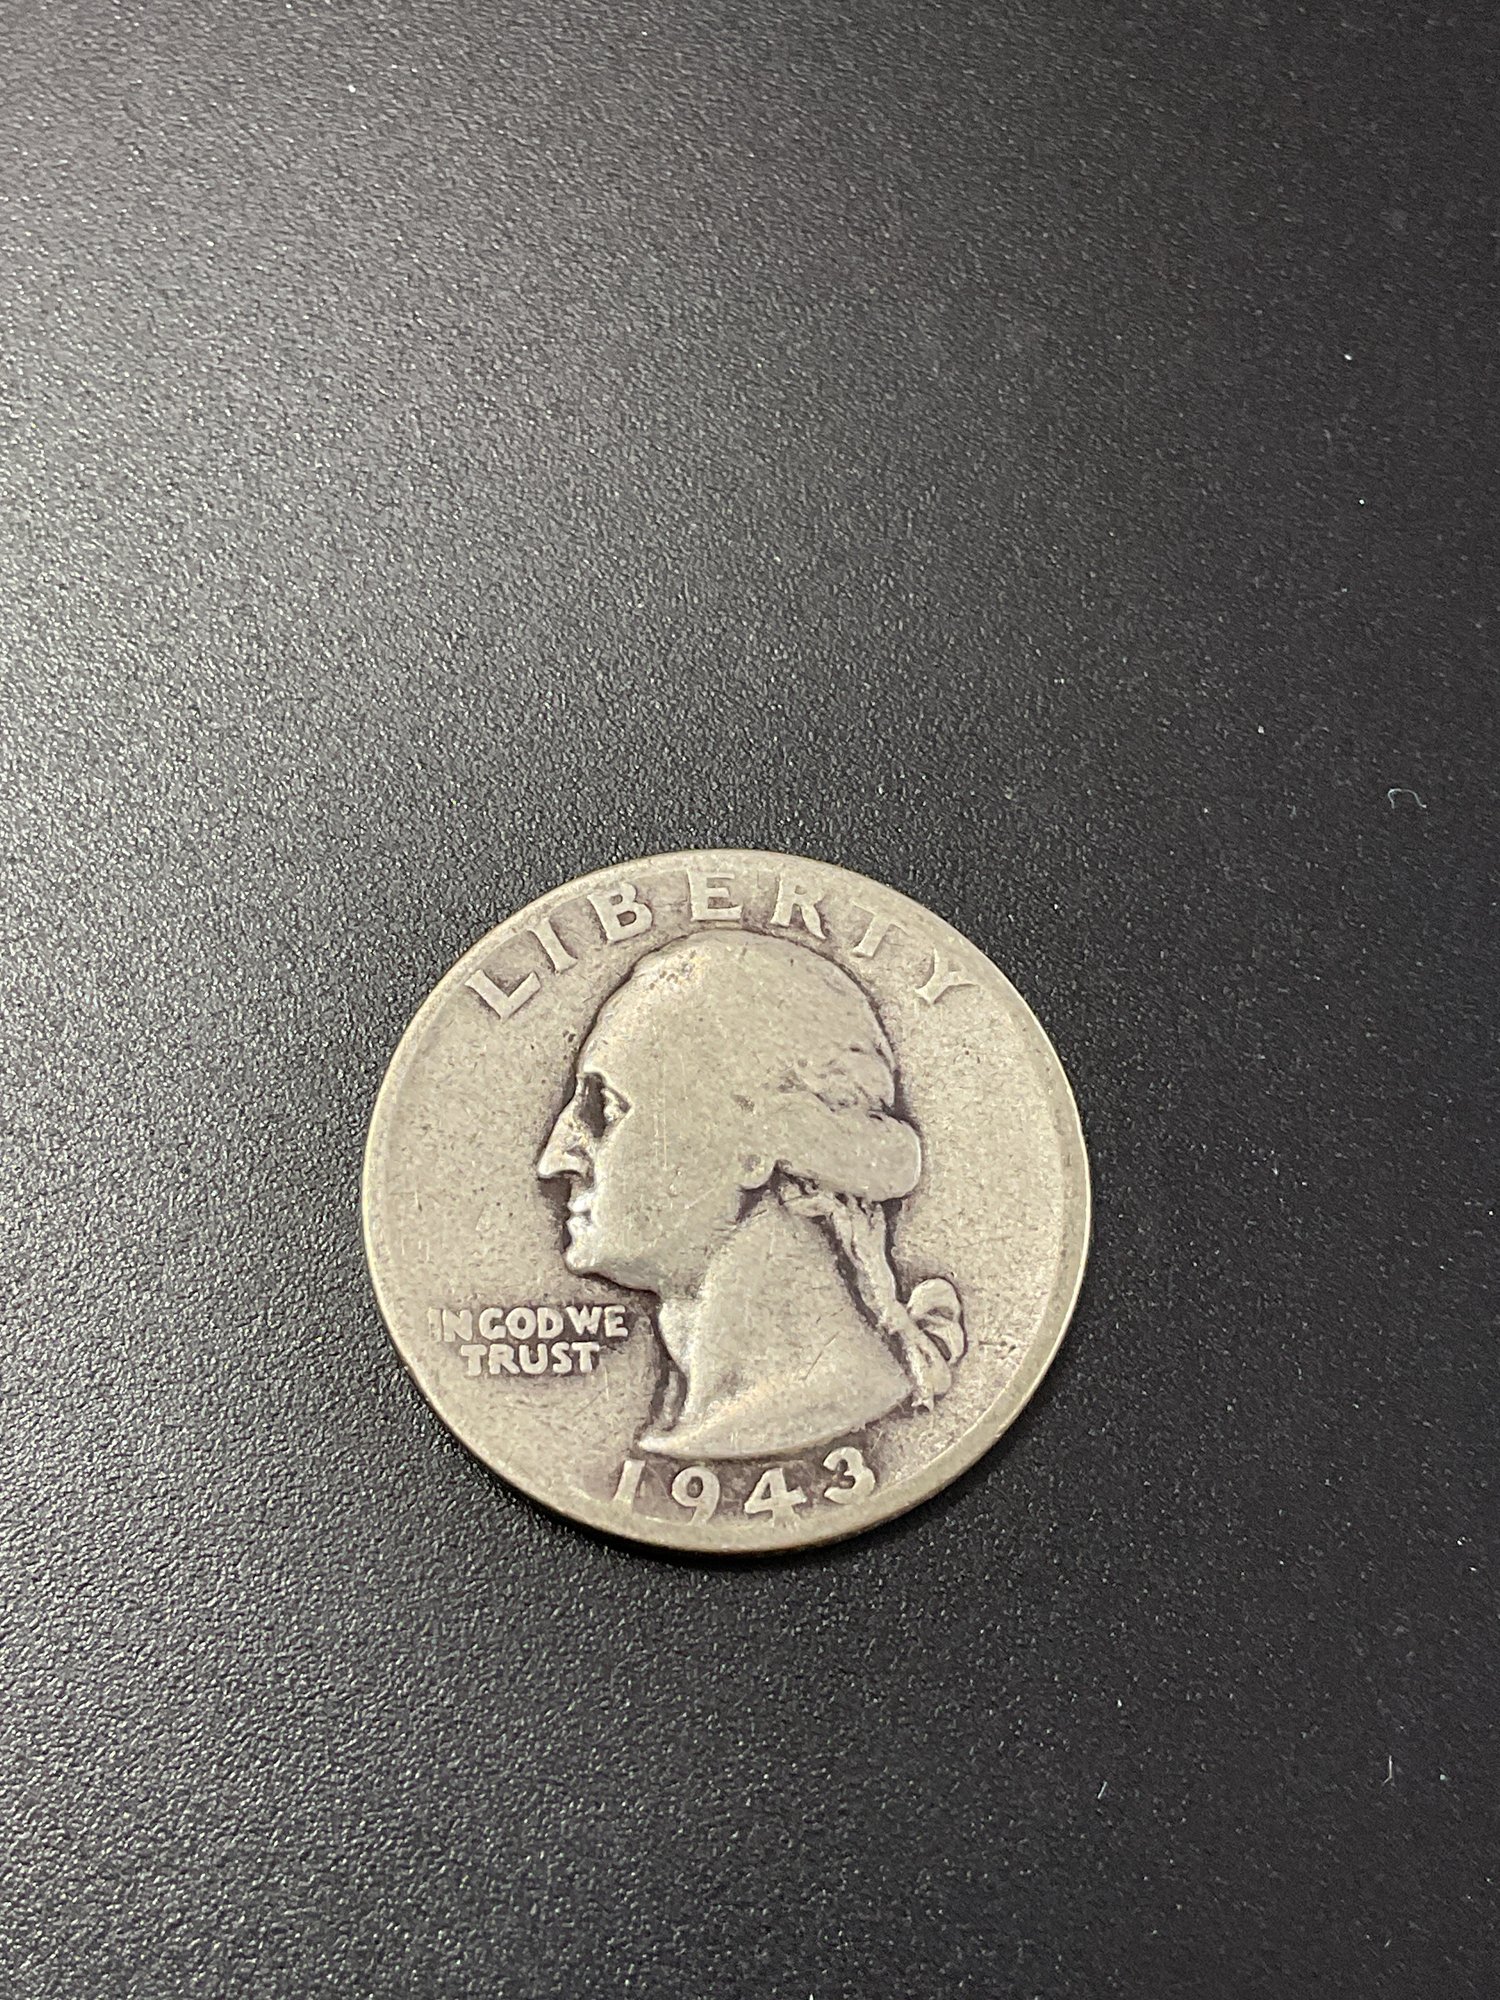 LIBERTY
IN GOD WE
TRUST
1943